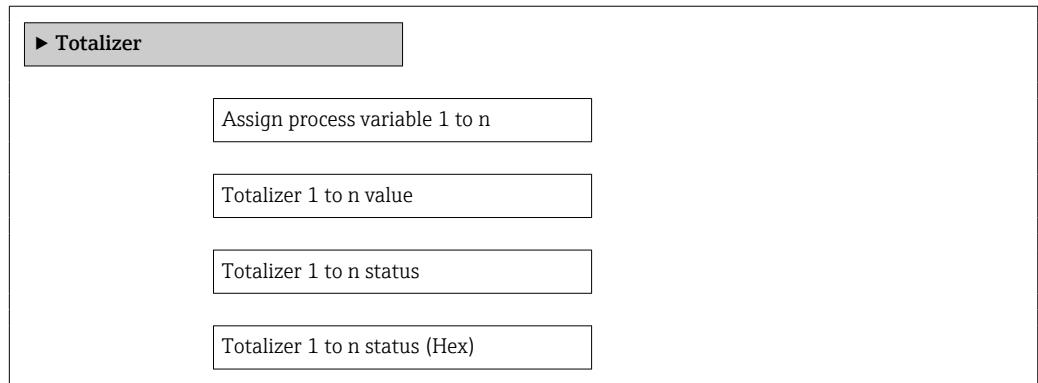 ▶ Totalizer
Assign process variable 1 to n
Totalizer 1 to n value
Totalizer 1 to n status
Totalizer 1 to n status (Hex)